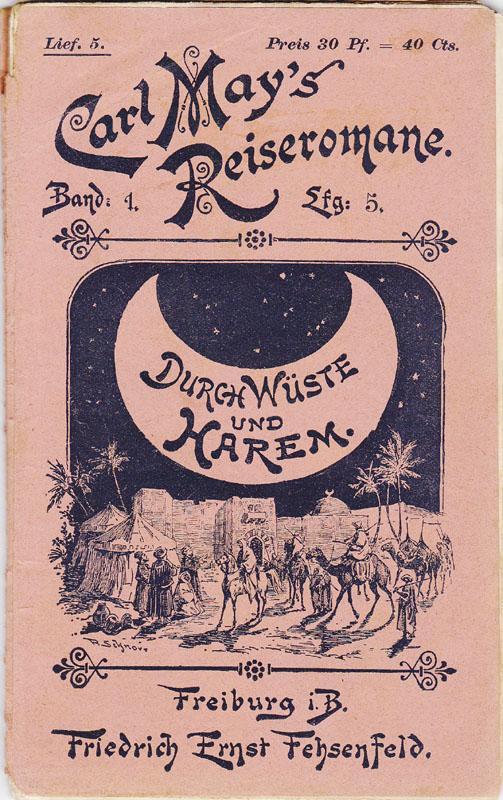 Lief. 5.
Preis 30 Pf. = 40 Cts.
Carl May's
Reiseromane.
Band: 1.
Lfg: 5.
DURCH WÜSTE
UND
HAREM.
Freiburg i.B.
Friedrich Ernst Fehsenfeld.